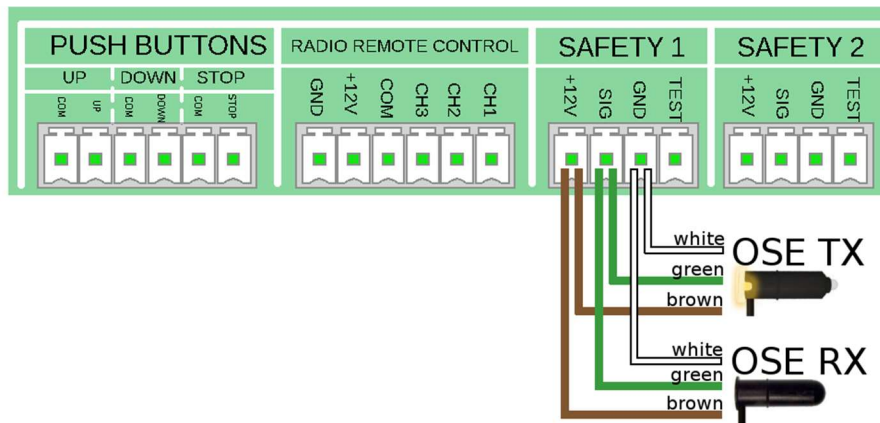 PUSH BUTTONS
UP DOWN STOP
COM UP COM DOWN COM STOP
RADIO REMOTE CONTROL
GND +12V COM CH3 CH2 CH1
SAFETY 1
+12V SIG GND TEST
SAFETY 2
+12V SIG GND TEST
white
green
brown
OSE TX
white
green
brown
OSE RX